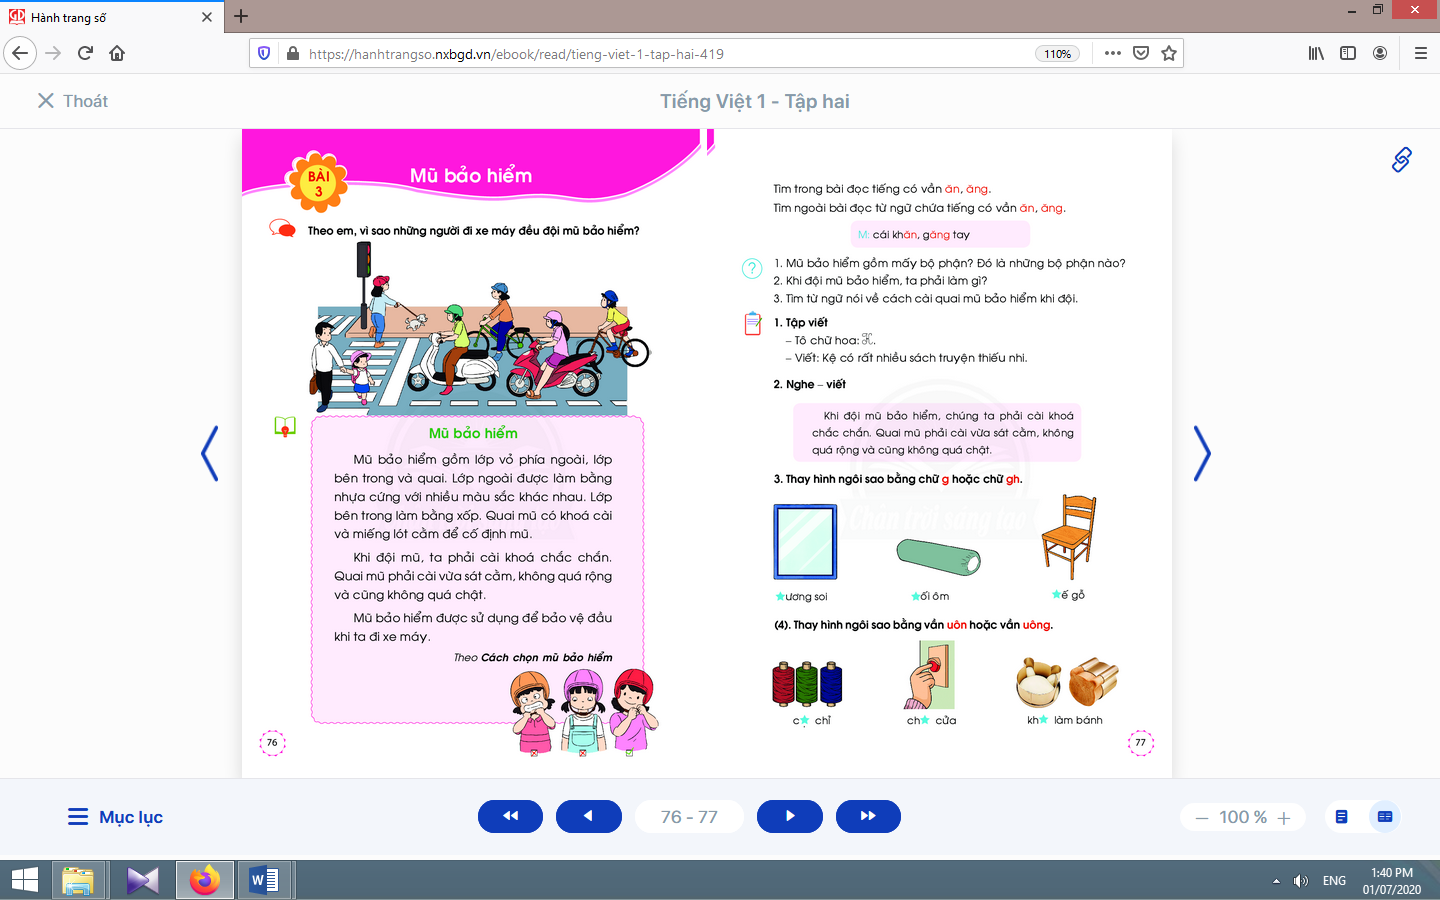 Hành trang số
https://hanhtrangso.nxbgd.vn/ebook/read/tieng-viet-1-tap-hai-419
110%
Thoát
Tiếng Việt 1 - Tập hai
BÀI
3
Mũ bảo hiểm
Theo em, vì sao những người đi xe máy đều đội mũ bảo hiểm?
Mũ bảo hiểm
Mũ bảo hiểm gồm lớp vỏ phía ngoài, lớp
bên trong và quai. Lớp ngoài được làm bằng
nhựa cứng với nhiều màu sắc khác nhau. Lớp
bên trong làm bằng xốp. Quai mũ có khoá cài
và miếng lót cằm để cố định mũ.
Khi đội mũ, ta phải cài khoá chắc chắn.
Quai mũ phải cài vừa sát cằm, không quá rộng
và cũng không quá chật.
Mũ bảo hiểm được sử dụng để bảo vệ đầu
khi ta đi xe máy.
Theo Cách chọn mũ bảo hiểm
76
Tìm trong bài đọc tiếng có vần ăn, ăng.
Tìm ngoài bài đọc từ ngữ chứa tiếng có vần ăn, ăng.
M: cái khăn, găng tay
1. Mũ bảo hiểm gồm mấy bộ phận? Đó là những bộ phận nào?
2. Khi đội mũ bảo hiểm, ta phải làm gì?
3. Tìm từ ngữ nói về cách cài quai mũ bảo hiểm khi đội.
1. Tập viết
– Tô chữ hoa: K.
– Viết: Kệ có rất nhiều sách truyện thiếu nhi.
2. Nghe – viết
Khi đội mũ bảo hiểm, chúng ta phải cài khoá
chắc chắn. Quai mũ phải cài vừa sát cằm, không
quá rộng và cũng không quá chật.
3. Thay hình ngôi sao bằng chữ g hoặc chữ gh.
Chân trời sáng tạo
★ương soi ★ối ôm ★ế gỗ
(4). Thay hình ngôi sao bằng vần uôn hoặc vần uông.
c★̣ chỉ ch★ cửa kh★ làm bánh
77
Mục lục
76 - 77
100 %
ENG
1:40 PM
01/07/2020